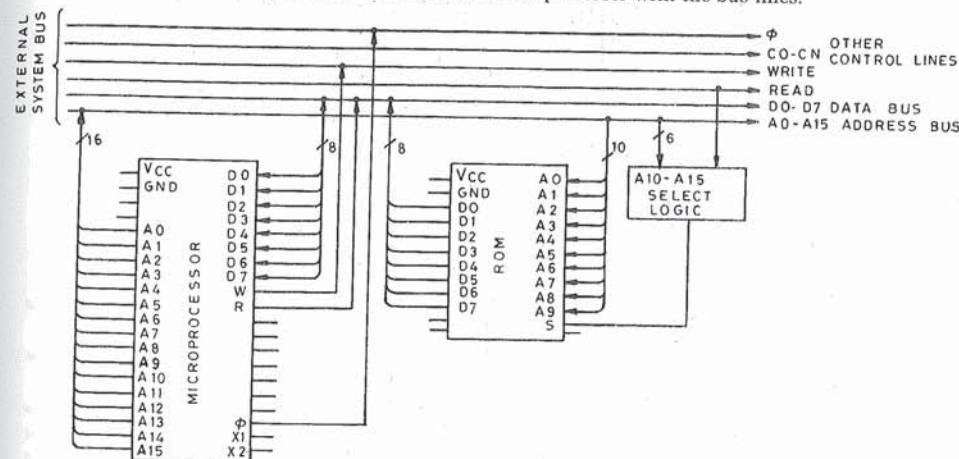 with the bus lines.
EXTERNAL
SYSTEM BUS
Φ
OTHER
CO-CN CONTROL LINES
WRITE
READ
D0-D7 DATA BUS
A0-A15 ADDRESS BUS
16
8
8
10
6
VCC
GND
A0
A1
A2
A3
A4
A5
A6
A7
A8
A9
A10
A11
A12
A13
A14
A15
MICROPROCESSOR
D0
D1
D2
D3
D4
D5
D6
D7
W
R
Φ
X1
X2
VCC
GND
D0
D1
D2
D3
D4
D5
D6
D7
ROM
A0
A1
A2
A3
A4
A5
A6
A7
A8
A9
S
A10-A15
SELECT
LOGIC